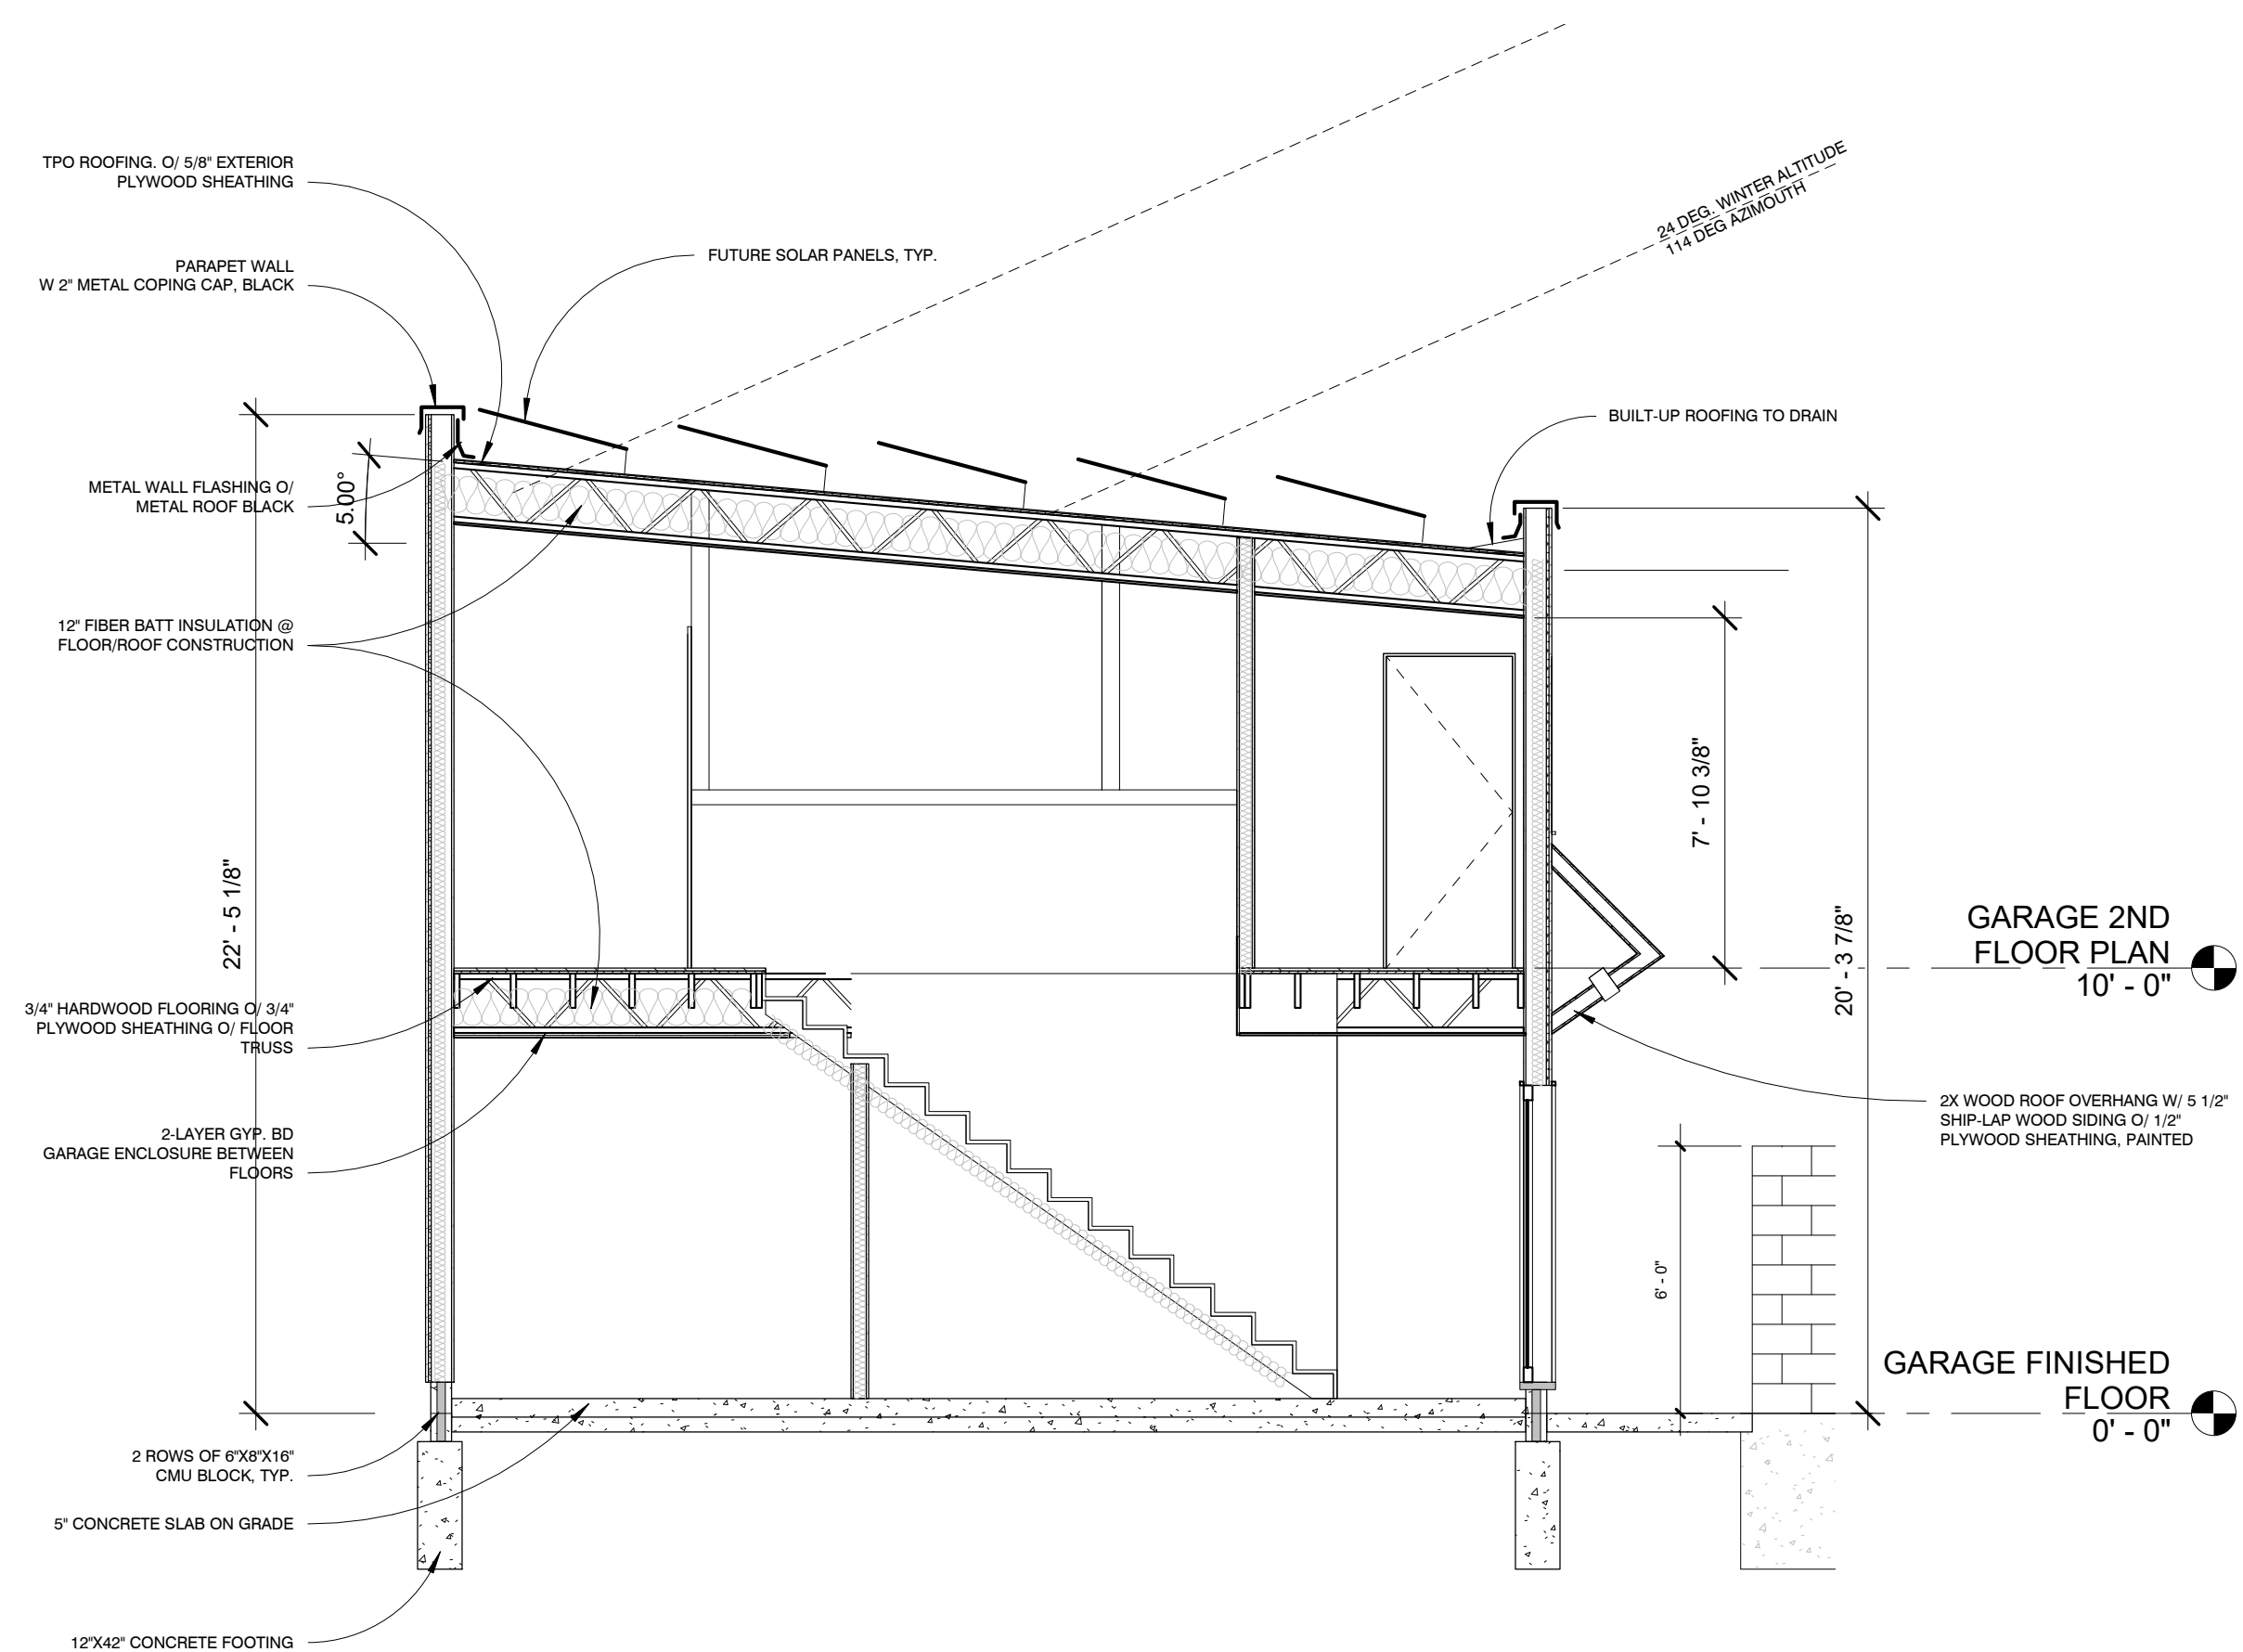 TPO ROOFING. O/ 5/8" EXTERIOR
PLYWOOD SHEATHING
PARAPET WALL
W 2" METAL COPING CAP, BLACK
FUTURE SOLAR PANELS, TYP.
24 DEG. WINTER ALTITUDE
114 DEG AZIMOUTH
BUILT-UP ROOFING TO DRAIN
METAL WALL FLASHING O/
METAL ROOF BLACK
5.00°
12" FIBER BATT INSULATION @
FLOOR/ROOF CONSTRUCTION
7' - 10 3/8"
22' - 5 1/8"
20' - 3 7/8"
GARAGE 2ND
FLOOR PLAN
10' - 0"
3/4" HARDWOOD FLOORING O/ 3/4"
PLYWOOD SHEATHING O/ FLOOR
TRUSS
2X WOOD ROOF OVERHANG W/ 5 1/2"
SHIP-LAP WOOD SIDING O/ 1/2"
PLYWOOD SHEATHING, PAINTED
2-LAYER GYP. BD
GARAGE ENCLOSURE BETWEEN
FLOORS
6' - 0"
GARAGE FINISHED
FLOOR
0' - 0"
2 ROWS OF 6"X8"X16"
CMU BLOCK, TYP.
5" CONCRETE SLAB ON GRADE
12"X42" CONCRETE FOOTING